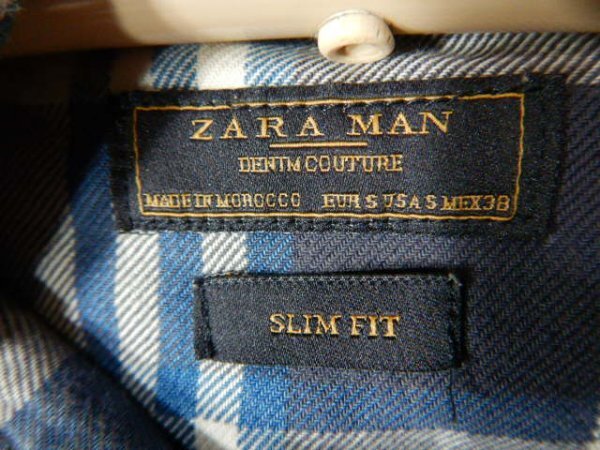 ZARA MAN
DENIM COUTURE
MADE IN MOROCCO EUR S USA S MEX 38
SLIM FIT